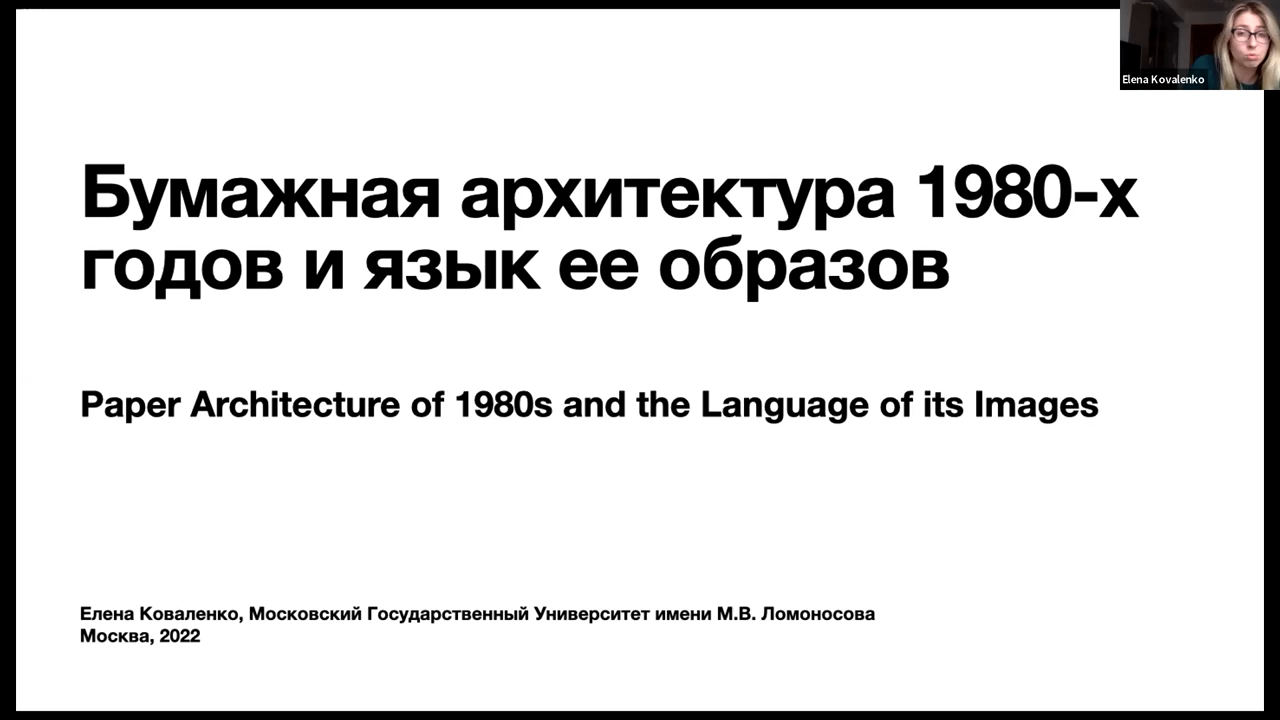 Elena Kovalenko
Бумажная архитектура 1980-х
годов и язык ее образов
Paper Architecture of 1980s and the Language of its Images
Елена Коваленко, Московский Государственный Университет имени М.В. Ломоносова
Москва, 2022